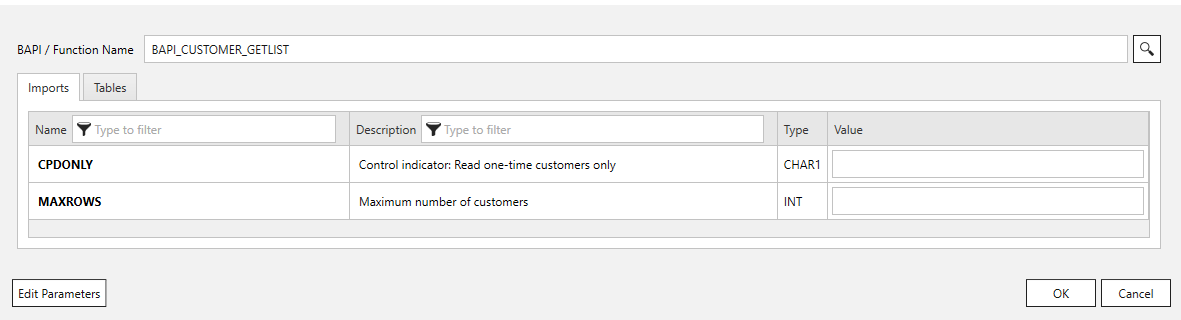 BAPI / Function Name BAPI_CUSTOMER_GETLIST
Imports Tables
Name Type to filter Description Type to filter Type Value
CPDONLY Control indicator: Read one-time customers only CHAR1
MAXROWS Maximum number of customers INT
Edit Parameters OK Cancel